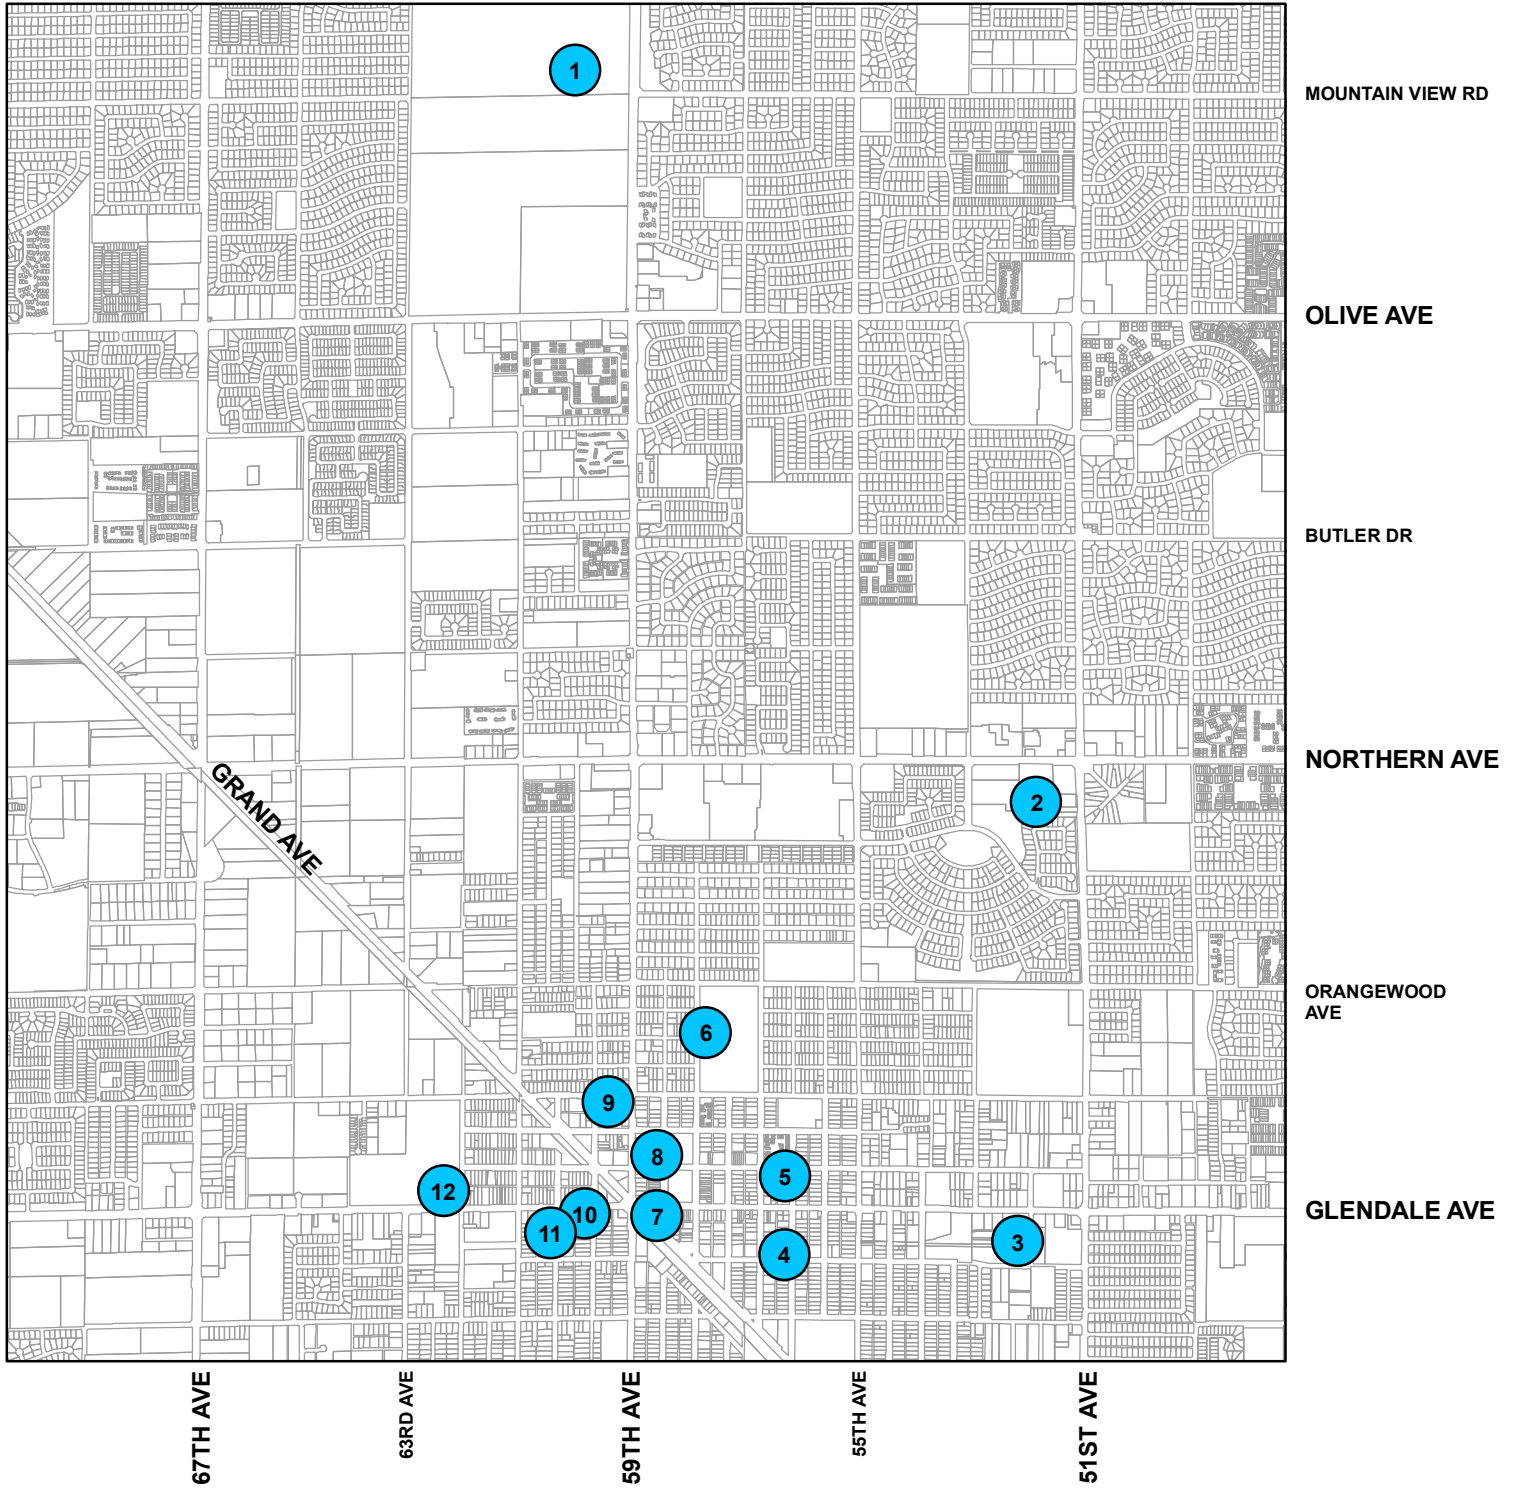 1
MOUNTAIN VIEW RD
OLIVE AVE
BUTLER DR
NORTHERN AVE
GRAND AVE
2
ORANGEWOOD
AVE
6
9
8
5
12
10
7
11
4
3
GLENDALE AVE
67TH AVE
63RD AVE
59TH AVE
55TH AVE
51ST AVE